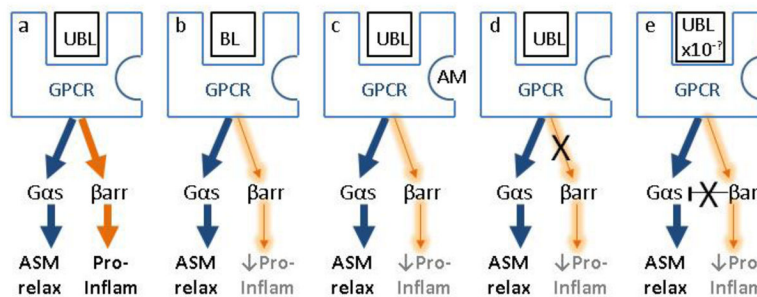 a
UBL
GPCR
Gαs βarr
ASM Pro-
relax Inflam
b
BL
GPCR
Gαs βarr
ASM ↓Pro-
relax Inflam
c
UBL
GPCR
AM
Gαs βarr
ASM ↓Pro-
relax Inflam
d
UBL
GPCR
X
Gαs βarr
ASM ↓Pro-
relax Inflam
e
UBL
x10⁻?
GPCR
Gαs X βar
ASM ↓Pro-
relax Inflam